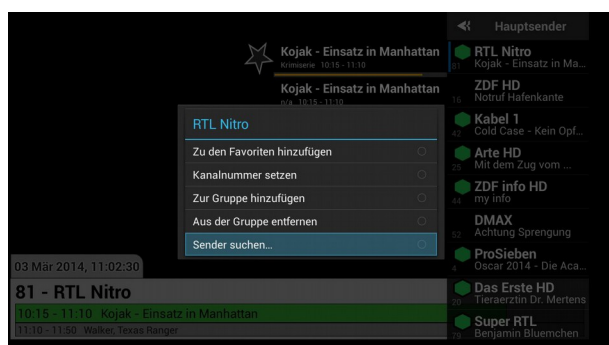 Hauptsender
Kojak - Einsatz in Manhattan
Krimiserie 10:15 - 11:10
Kojak - Einsatz in Manhattan
n/a 10:15 - 11:10
RTL Nitro
Zu den Favoriten hinzufügen
Kanalnummer setzen
Zur Gruppe hinzufügen
Aus der Gruppe entfernen
Sender suchen...
81 RTL Nitro
Kojak - Einsatz in Ma...
16 ZDF HD
Notruf Hafenkante
42 Kabel 1
Cold Case - Kein Opf...
25 Arte HD
Mit dem Zug vom ...
44 ZDF info HD
my info
52 DMAX
Achtung Sprengung
4 ProSieben
Oscar 2014 - Die Aca...
20 Das Erste HD
Tieraerztin Dr. Mertens
79 Super RTL
Benjamin Bluemchen
03 Mär 2014, 11:02:30
81 - RTL Nitro
10:15 - 11:10 Kojak - Einsatz in Manhattan
11:10 - 11:50 Walker, Texas Ranger